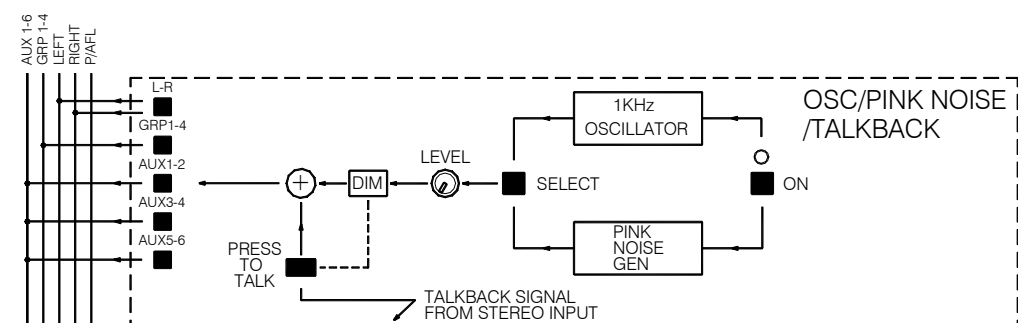 AUX 1-6
GRP 1-4
LEFT
RIGHT
P/AFL
L-R
GRP1-4
AUX1-2
AUX3-4
AUX5-6
PRESS
TO
TALK
DIM
LEVEL
SELECT
1KHz
OSCILLATOR
PINK
NOISE
GEN
ON
OSC/PINK NOISE
/TALKBACK
TALKBACK SIGNAL
FROM STEREO INPUT